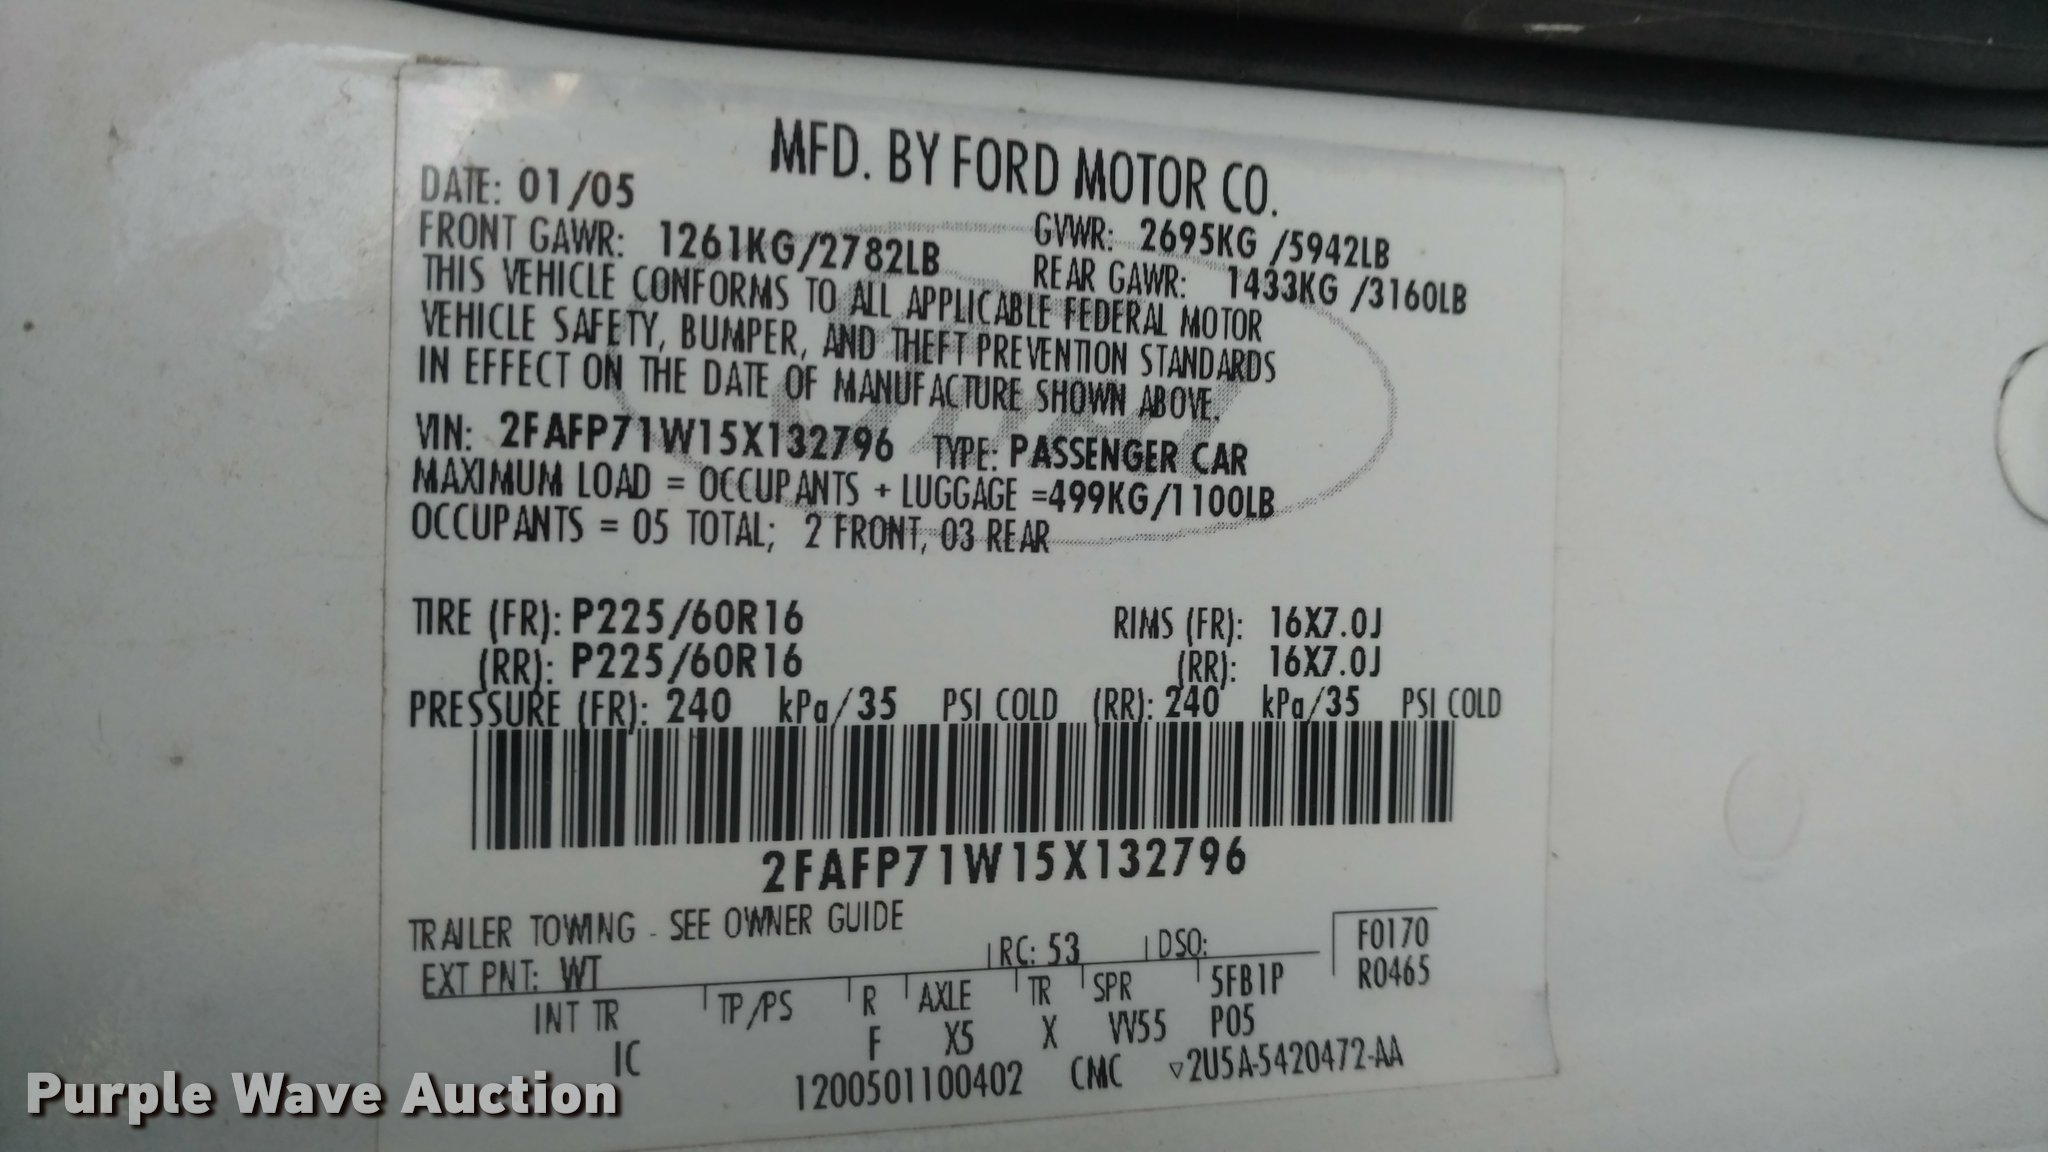 MFD. BY FORD MOTOR CO.
DATE: 01/05
FRONT GAWR: 1261KG/2782LB
GVWR: 2695KG /5942LB
REAR GAWR: 1433KG /3160LB
THIS VEHICLE CONFORMS TO ALL APPLICABLE FEDERAL MOTOR
VEHICLE SAFETY, BUMPER, AND THEFT PREVENTION STANDARDS
IN EFFECT ON THE DATE OF MANUFACTURE SHOWN ABOVE.
VIN: 2FAFP71W15X132796 TYPE: PASSENGER CAR
MAXIMUM LOAD = OCCUPANTS + LUGGAGE =499KG/1100LB
OCCUPANTS = 05 TOTAL; 2 FRONT, 03 REAR
TIRE (FR): P225/60R16 RIMS (FR): 16X7.0J
(RR): P225/60R16 (RR): 16X7.0J
PRESSURE (FR): 240 kPa/35 PSI COLD (RR): 240 kPa/35 PSI COLD
2FAFP71W15X132796
TRAILER TOWING - SEE OWNER GUIDE
EXT PNT: WT RC: 53 DSO: F0170
R0465
INT TR TP/PS R AXLE TR SPR 5FB1P
IC F X5 X VV55 P05
1200501100402 CMC ▽2U5A-5420472-AA
Purple Wave Auction